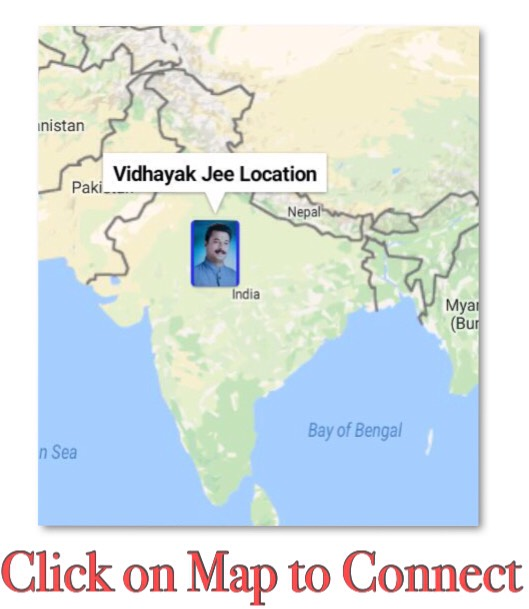 nistan
Vidhayak Jee Location
Paki
Nepal
India
Myar
(Bur
Bay of Bengal
n Sea
Click on Map to Connect